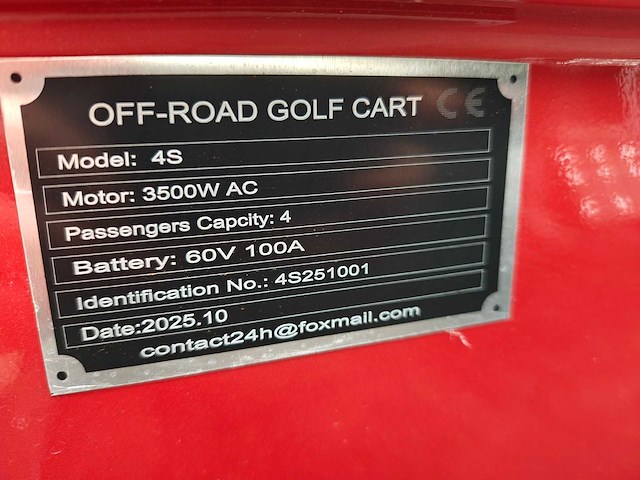 OFF-ROAD GOLF CART CE
Model: 4S
Motor: 3500W AC
Passengers Capcity: 4
Battery: 60V 100A
Identification No.: 4S251001
Date:2025.10
contact24h@foxmail.com